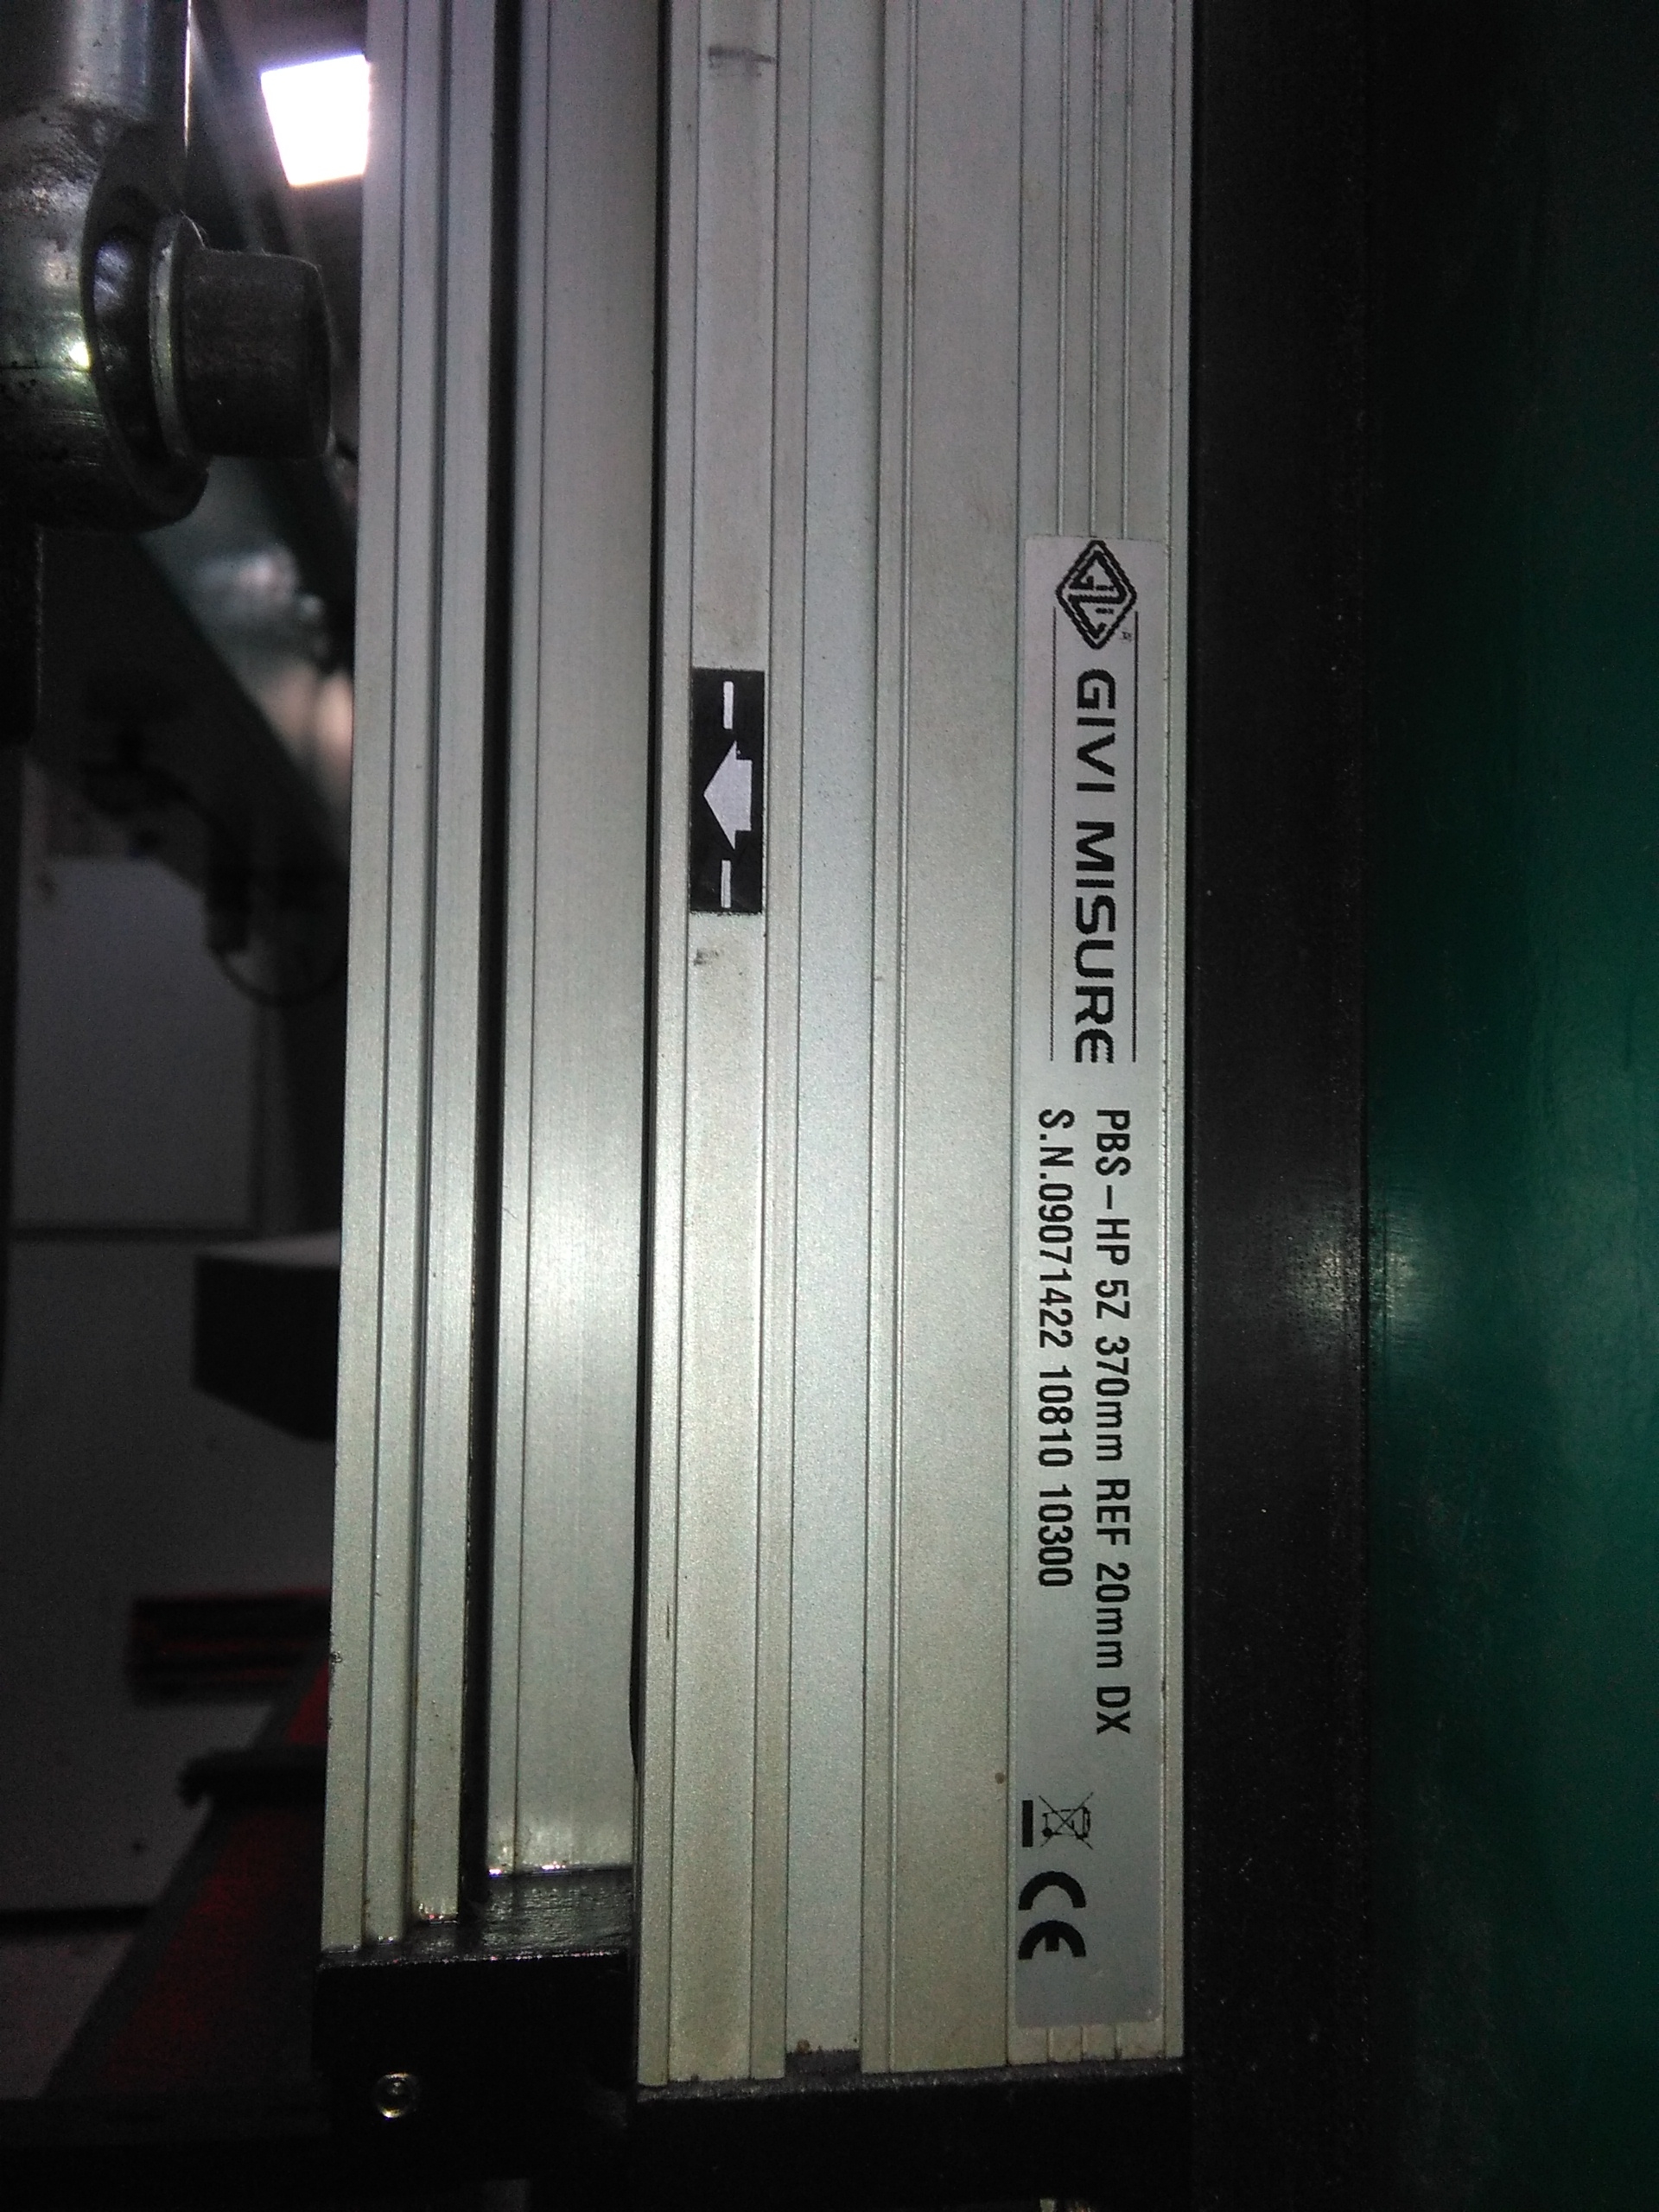 GIVI MISURE
PBS-HP 5Z 370mm REF 20mm DX
S.N.09071422 10810 10300
CE